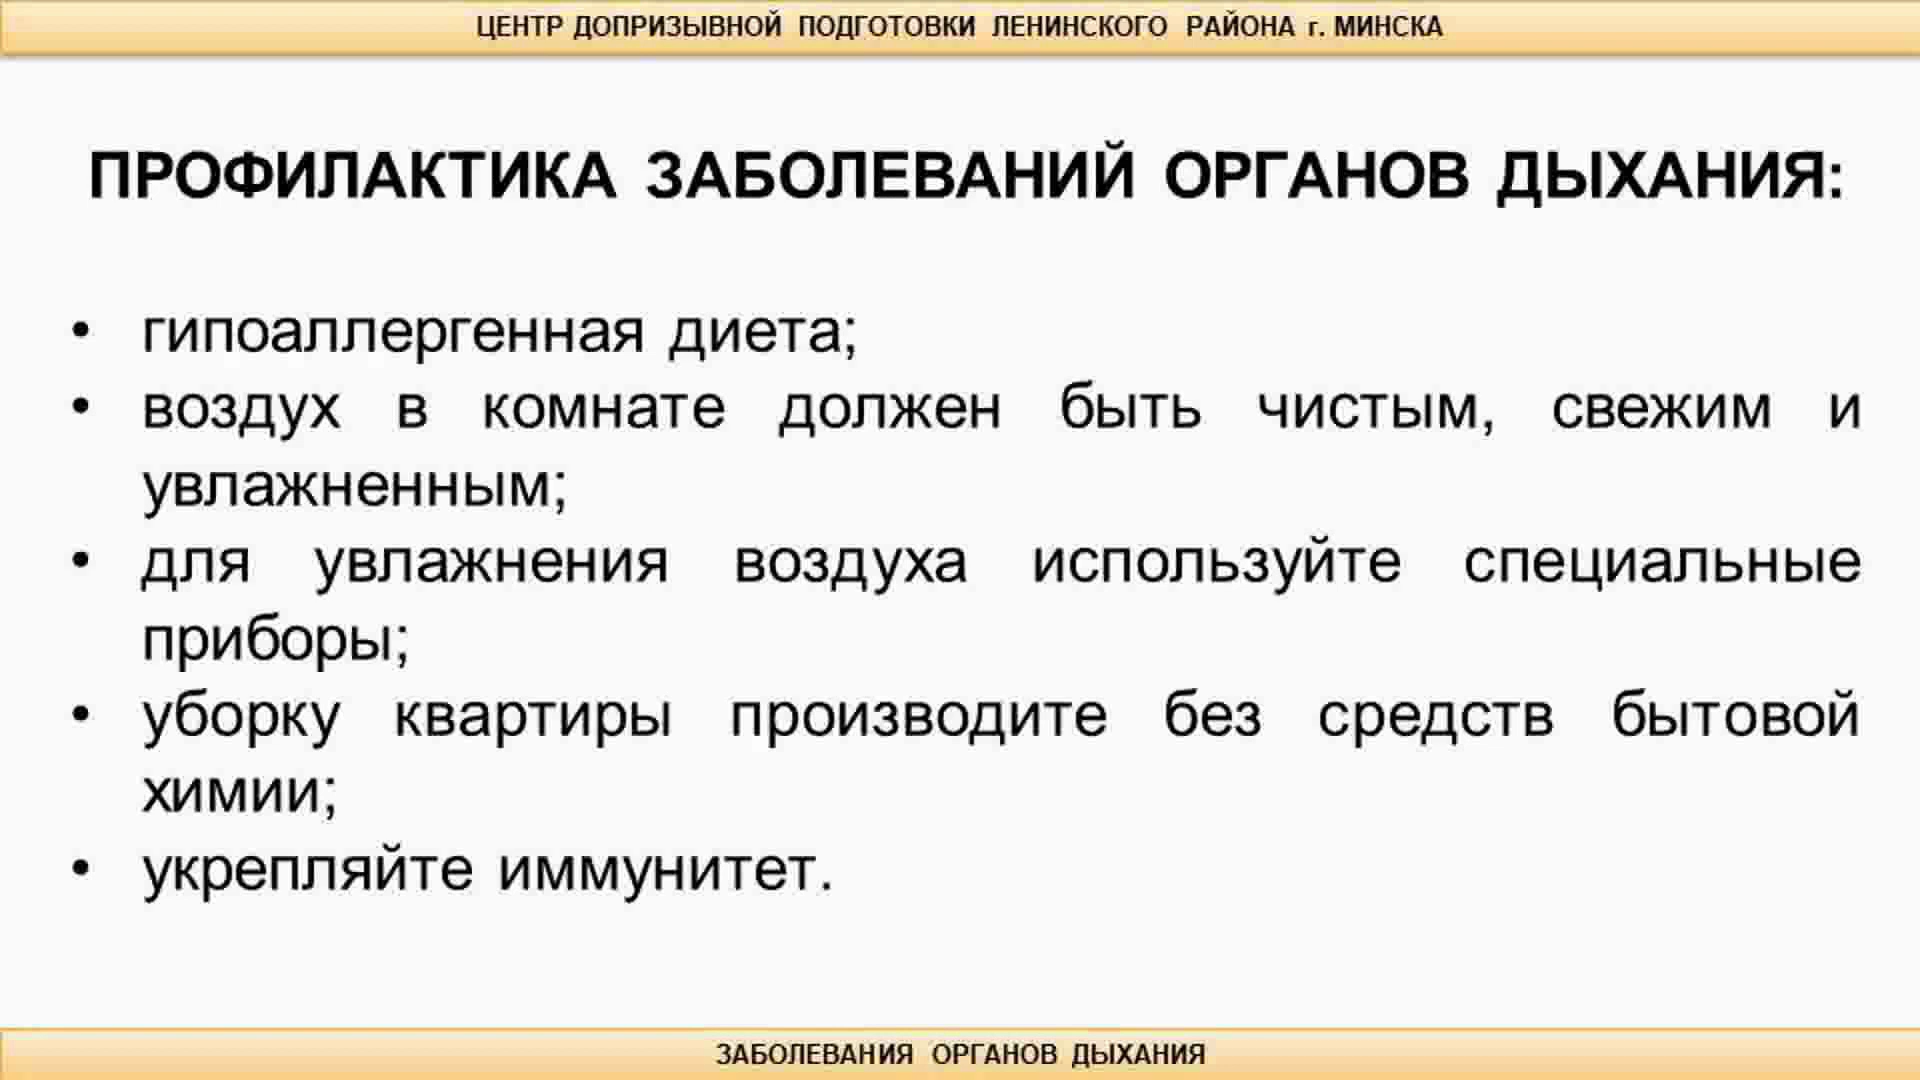 ЦЕНТР ДОПРИЗЫВНОЙ ПОДГОТОВКИ ЛЕНИНСКОГО РАЙОНА г. МИНСКА
ПРОФИЛАКТИКА ЗАБОЛЕВАНИЙ ОРГАНОВ ДЫХАНИЯ:
• гипоаллергенная диета;
• воздух в комнате должен быть чистым, свежим и
увлажненным;
• для увлажнения воздуха используйте специальные
приборы;
• уборку квартиры производите без средств бытовой
химии;
• укрепляйте иммунитет.
ЗАБОЛЕВАНИЯ ОРГАНОВ ДЫХАНИЯ